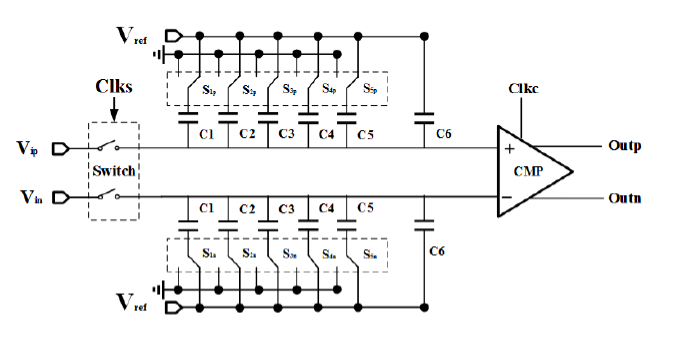 Vref
Clks
S1p S2p S3p S4p S5p
Clkc
C1 C2 C3 C4 C5 C6
Vip
+
Outp
Switch
CMP
Vin
−
Outn
C1 C2 C3 C4 C5
C6
S1n S2n S3n S4n S5n
Vref